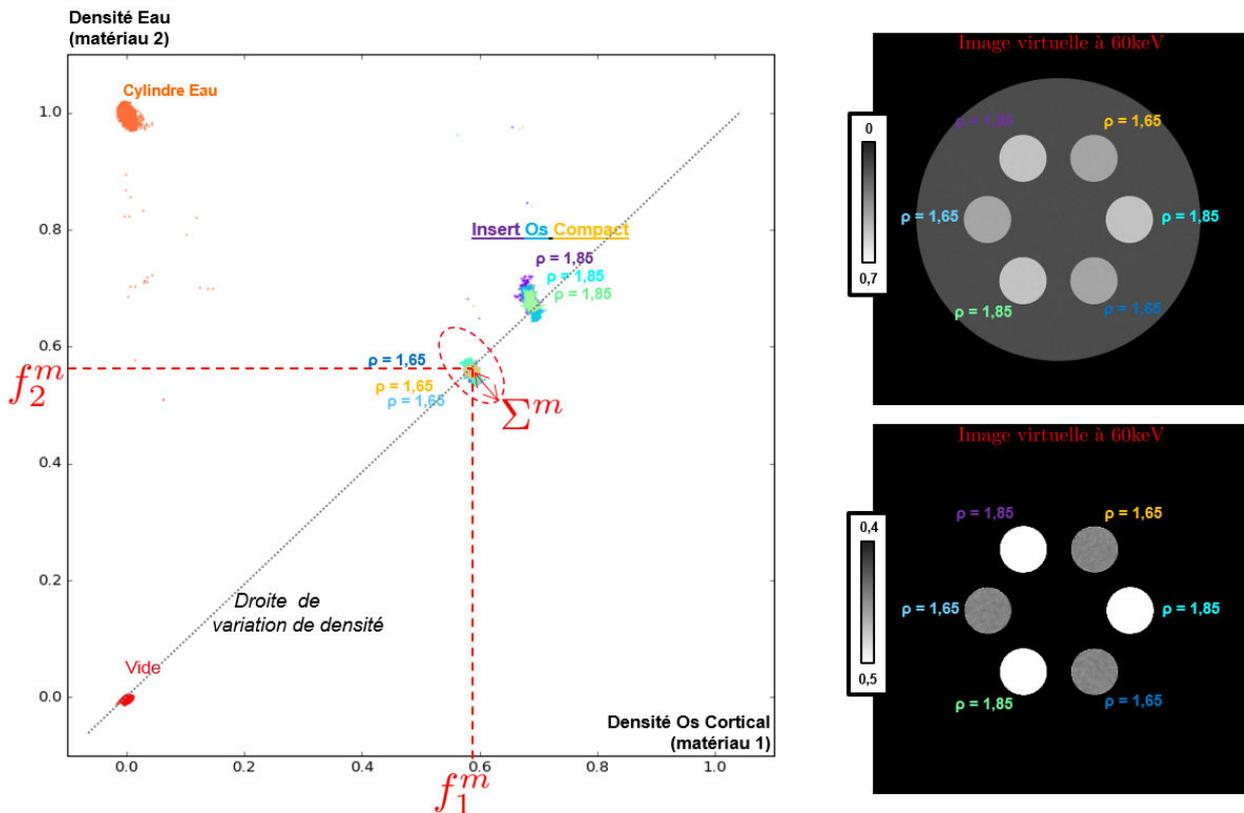 Densité Eau
(matériau 2)
1.0
0.8
0.6
0.4
0.2
0.0
0.0
0.2
0.4
0.6
0.8
1.0
Cylindre Eau
Insert Os Compact
ρ = 1,85
ρ = 1,85
ρ = 1,85
ρ = 1,65
ρ = 1,65
ρ = 1,65
f₂ᵐ
Σᵐ
Droite de
variation de densité
Vide
Densité Os Cortical
(matériau 1)
f₁ᵐ
Image virtuelle à 60keV
0
0,7
ρ = 1,85
ρ = 1,65
ρ = 1,65
ρ = 1,85
ρ = 1,85
ρ = 1,65
Image virtuelle à 60keV
0,4
0,5
ρ = 1,85
ρ = 1,65
ρ = 1,65
ρ = 1,85
ρ = 1,85
ρ = 1,65